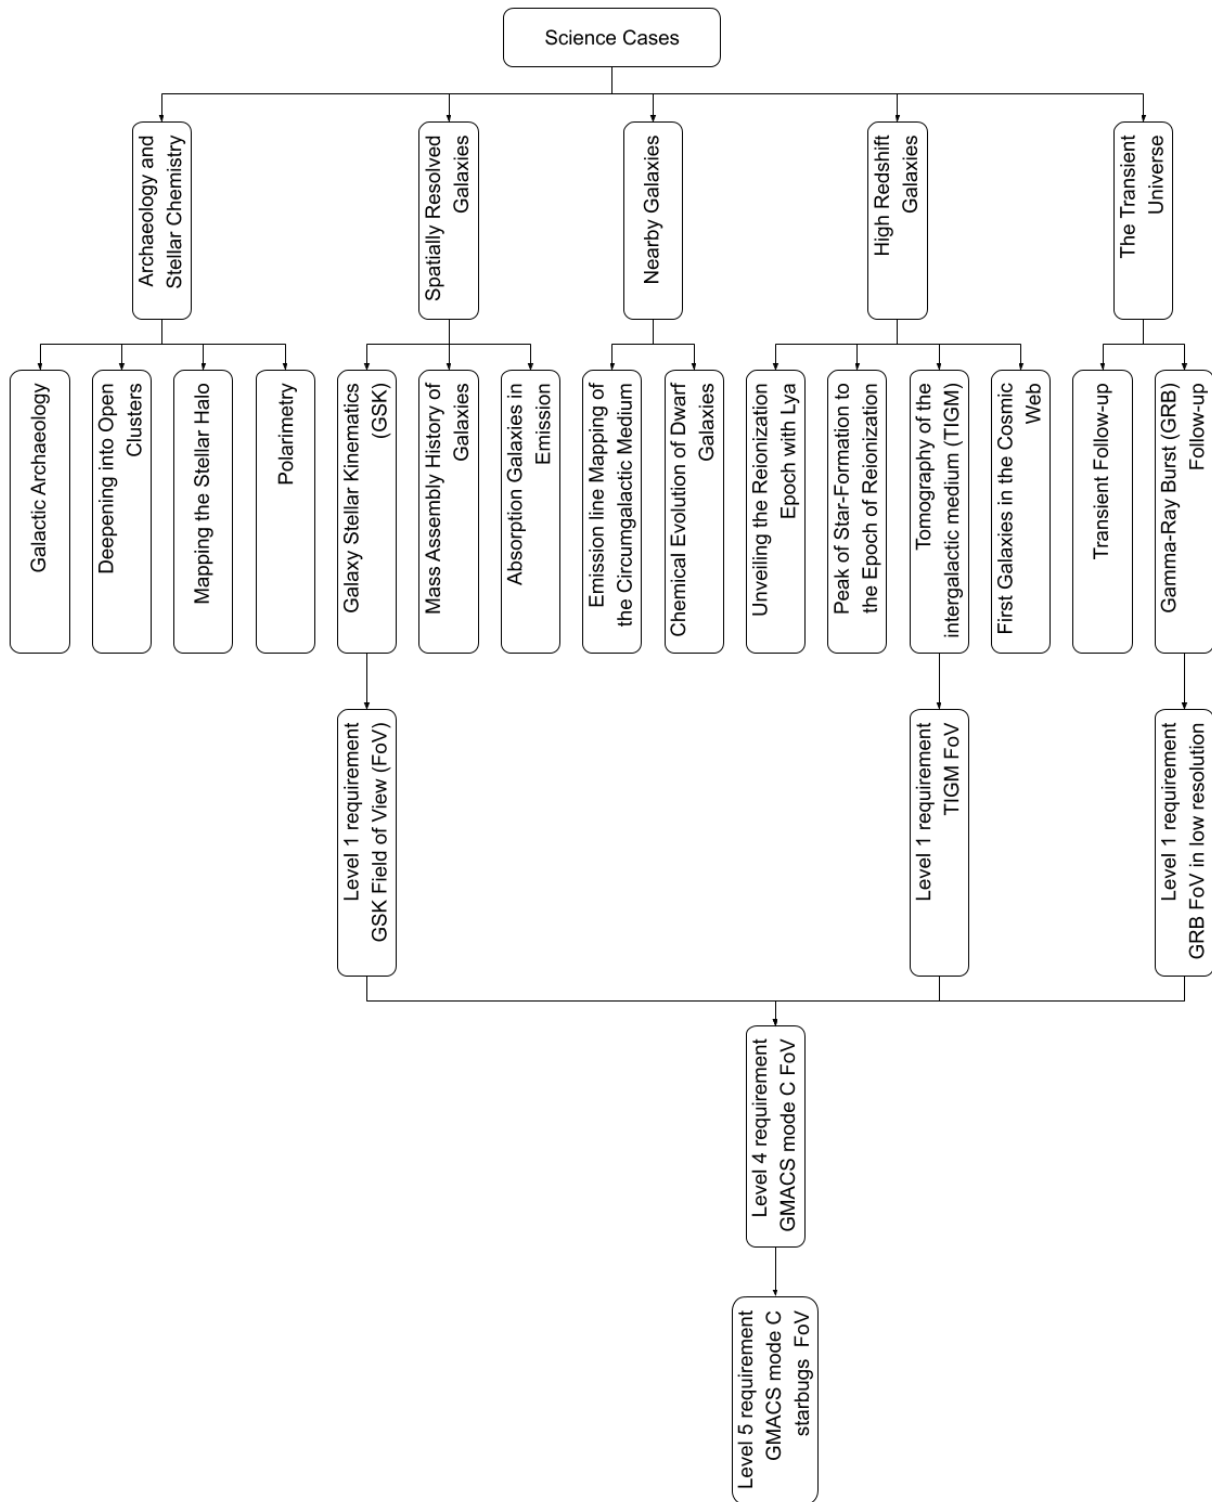 Science Cases
Archaeology and
Stellar Chemistry
Spatially Resolved
Galaxies
Nearby Galaxies
High Redshift
Galaxies
The Transient
Universe
Galactic Archaeology
Deepening into Open
Clusters
Mapping the Stellar Halo
Polarimetry
Galaxy Stellar Kinematics
(GSK)
Mass Assembly History of
Galaxies
Absorption Galaxies in
Emission
Emission line Mapping of
the Circumgalactic Medium
Chemical Evolution of Dwarf
Galaxies
Unveiling the Reionization
Epoch with Lya
Peak of Star-Formation to
the Epoch of Reionization
Tomography of the
intergalactic medium (TIGM)
First Galaxies in the Cosmic
Web
Transient Follow-up
Gamma-Ray Burst (GRB)
Follow-up
Level 1 requirement
GSK Field of View (FoV)
Level 1 requirement
TIGM FoV
Level 1 requirement
GRB FoV in low resolution
Level 4 requirement
GMACS mode C FoV
Level 5 requirement
GMACS mode C
starbugs FoV